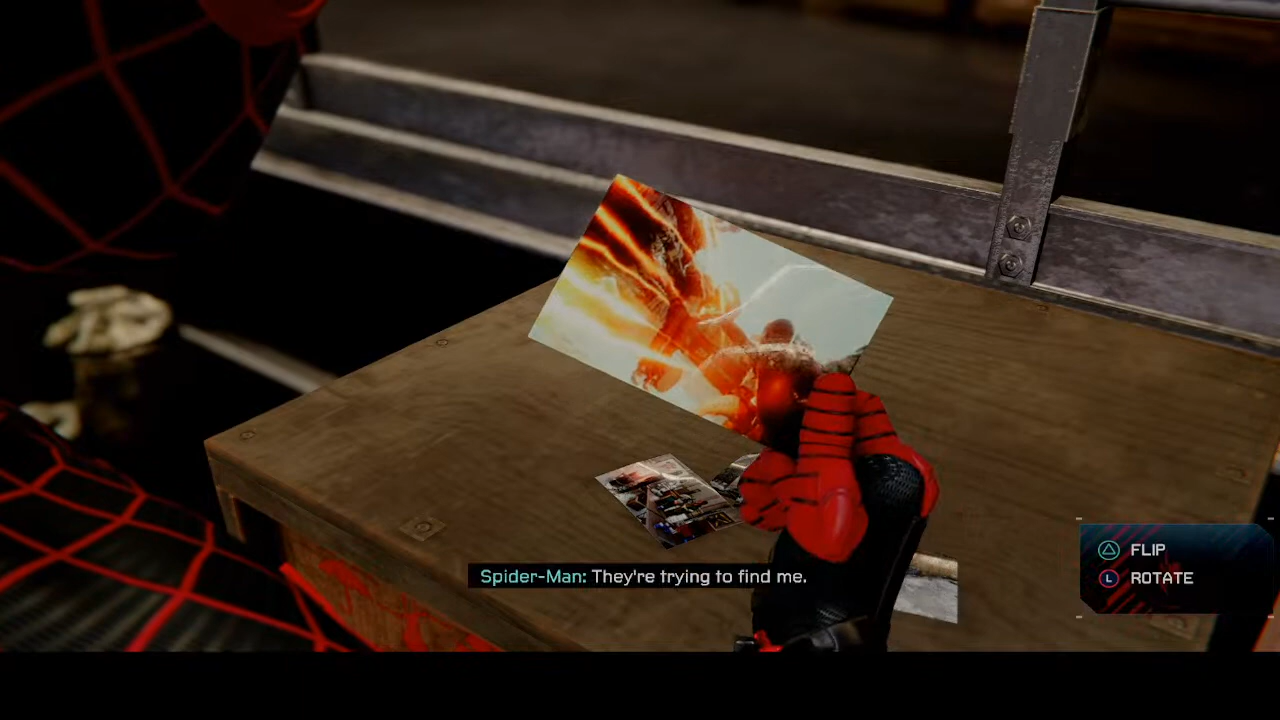 Spider-Man: They're trying to find me.
FLIP
L ROTATE